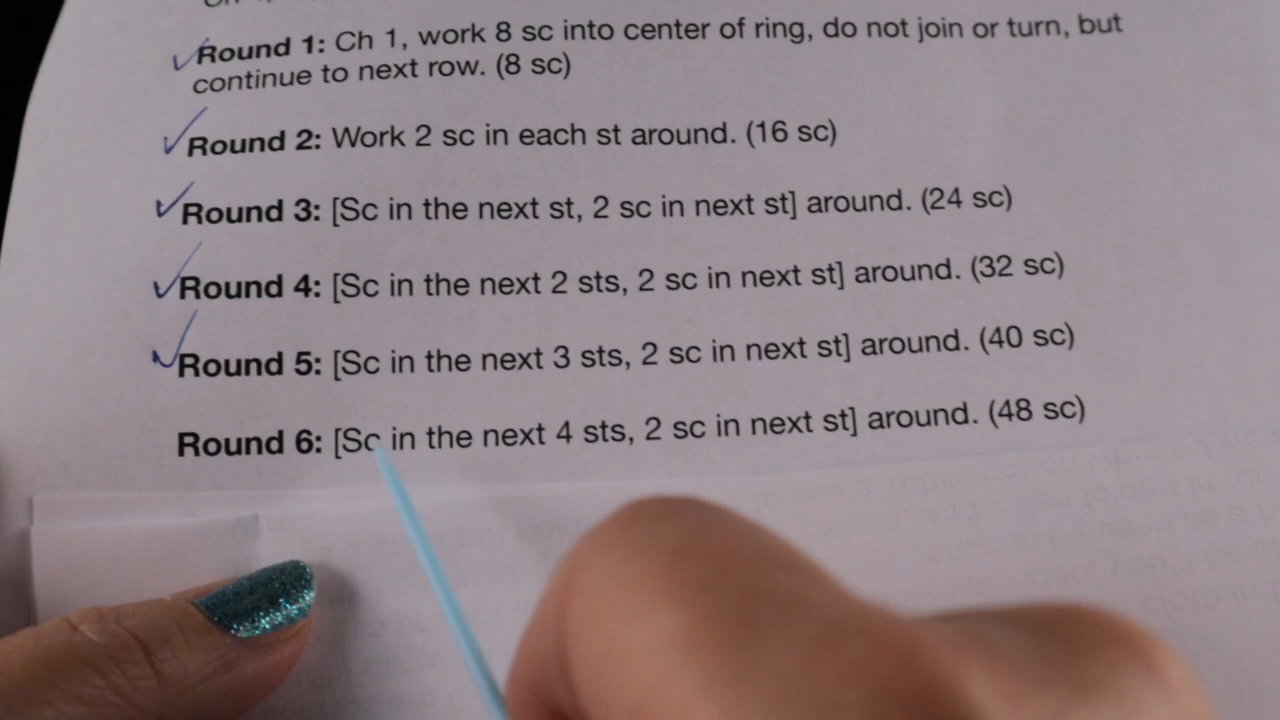 Round 1: Ch 1, work 8 sc into center of ring, do not join or turn, but
continue to next row. (8 sc)
Round 2: Work 2 sc in each st around. (16 sc)
Round 3: [Sc in the next st, 2 sc in next st] around. (24 sc)
Round 4: [Sc in the next 2 sts, 2 sc in next st] around. (32 sc)
Round 5: [Sc in the next 3 sts, 2 sc in next st] around. (40 sc)
Round 6: [Sc in the next 4 sts, 2 sc in next st] around. (48 sc)